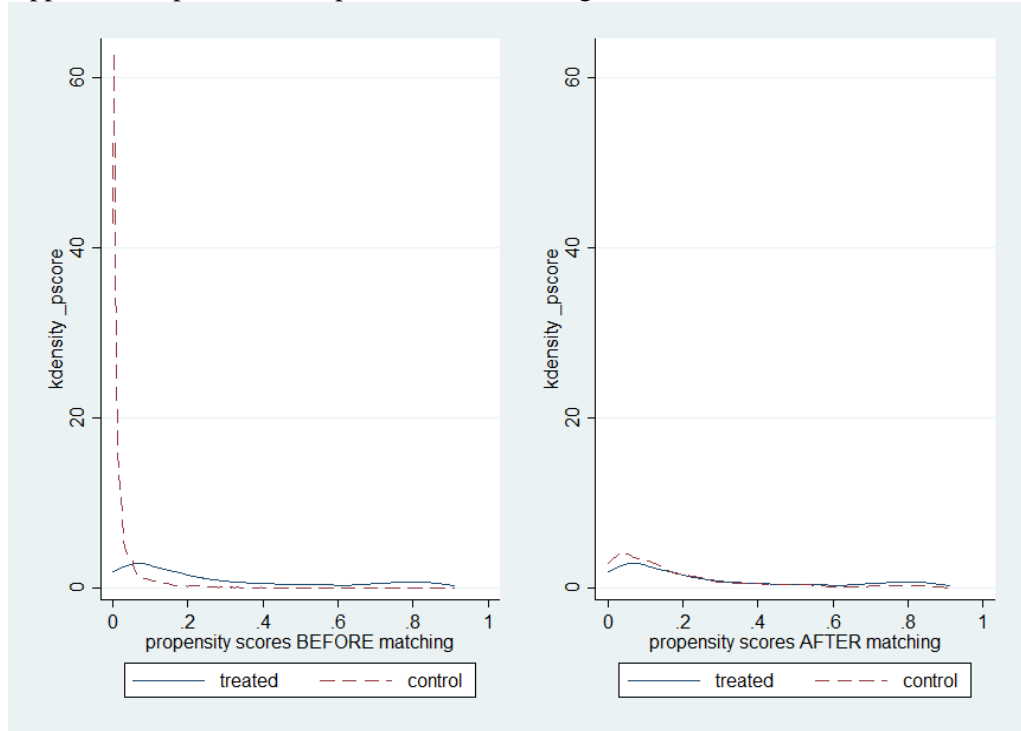 60
40
20
0
kdensity _pscore
0 .2 .4 .6 .8 1
propensity scores BEFORE matching
treated control
60
40
20
0
kdensity _pscore
0 .2 .4 .6 .8 1
propensity scores AFTER matching
treated control